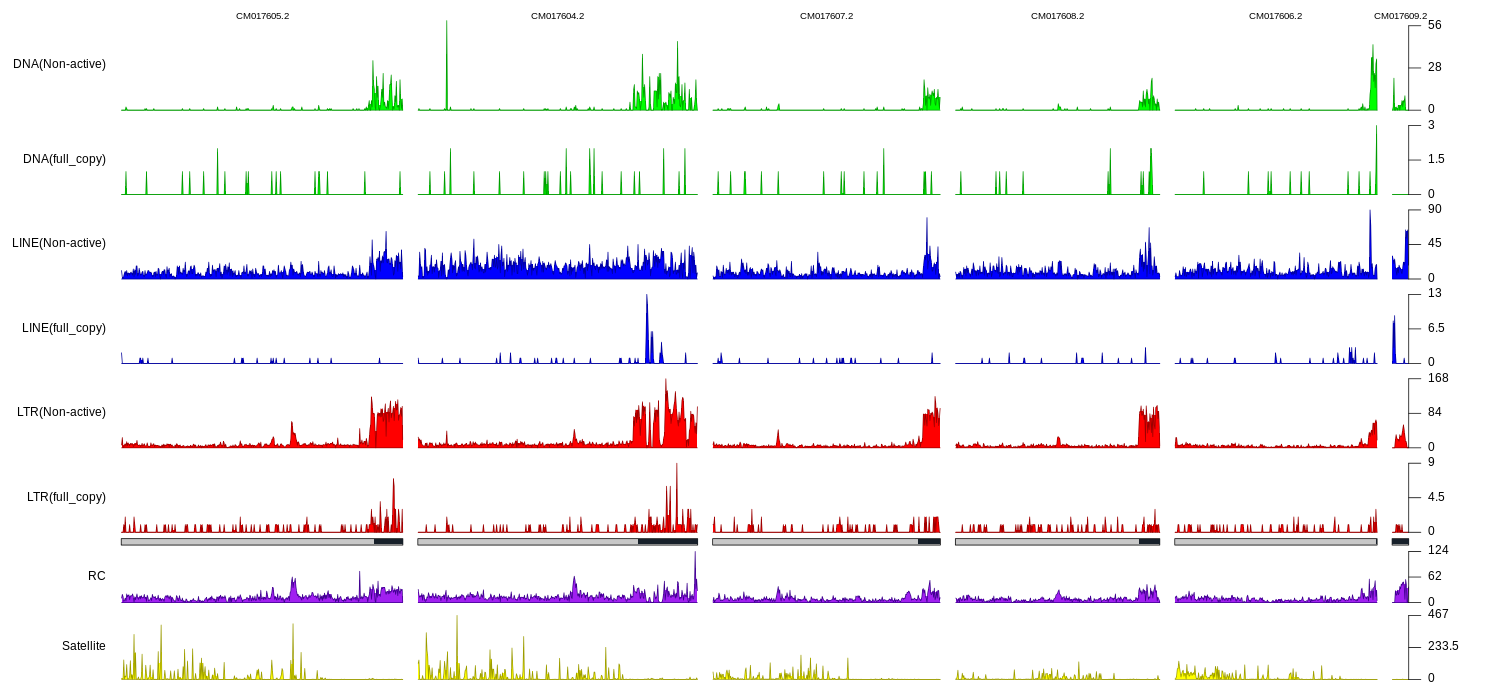 CM017605.2 CM017604.2 CM017607.2 CM017608.2 CM017606.2 CM017609.2
56
DNA(Non-active) 28
0
3
DNA(full_copy) 1.5
0
90
LINE(Non-active) 45
0
13
LINE(full_copy) 6.5
0
168
LTR(Non-active) 84
0
9
LTR(full_copy) 4.5
0
124
RC 62
0
467
Satellite 233.5
0